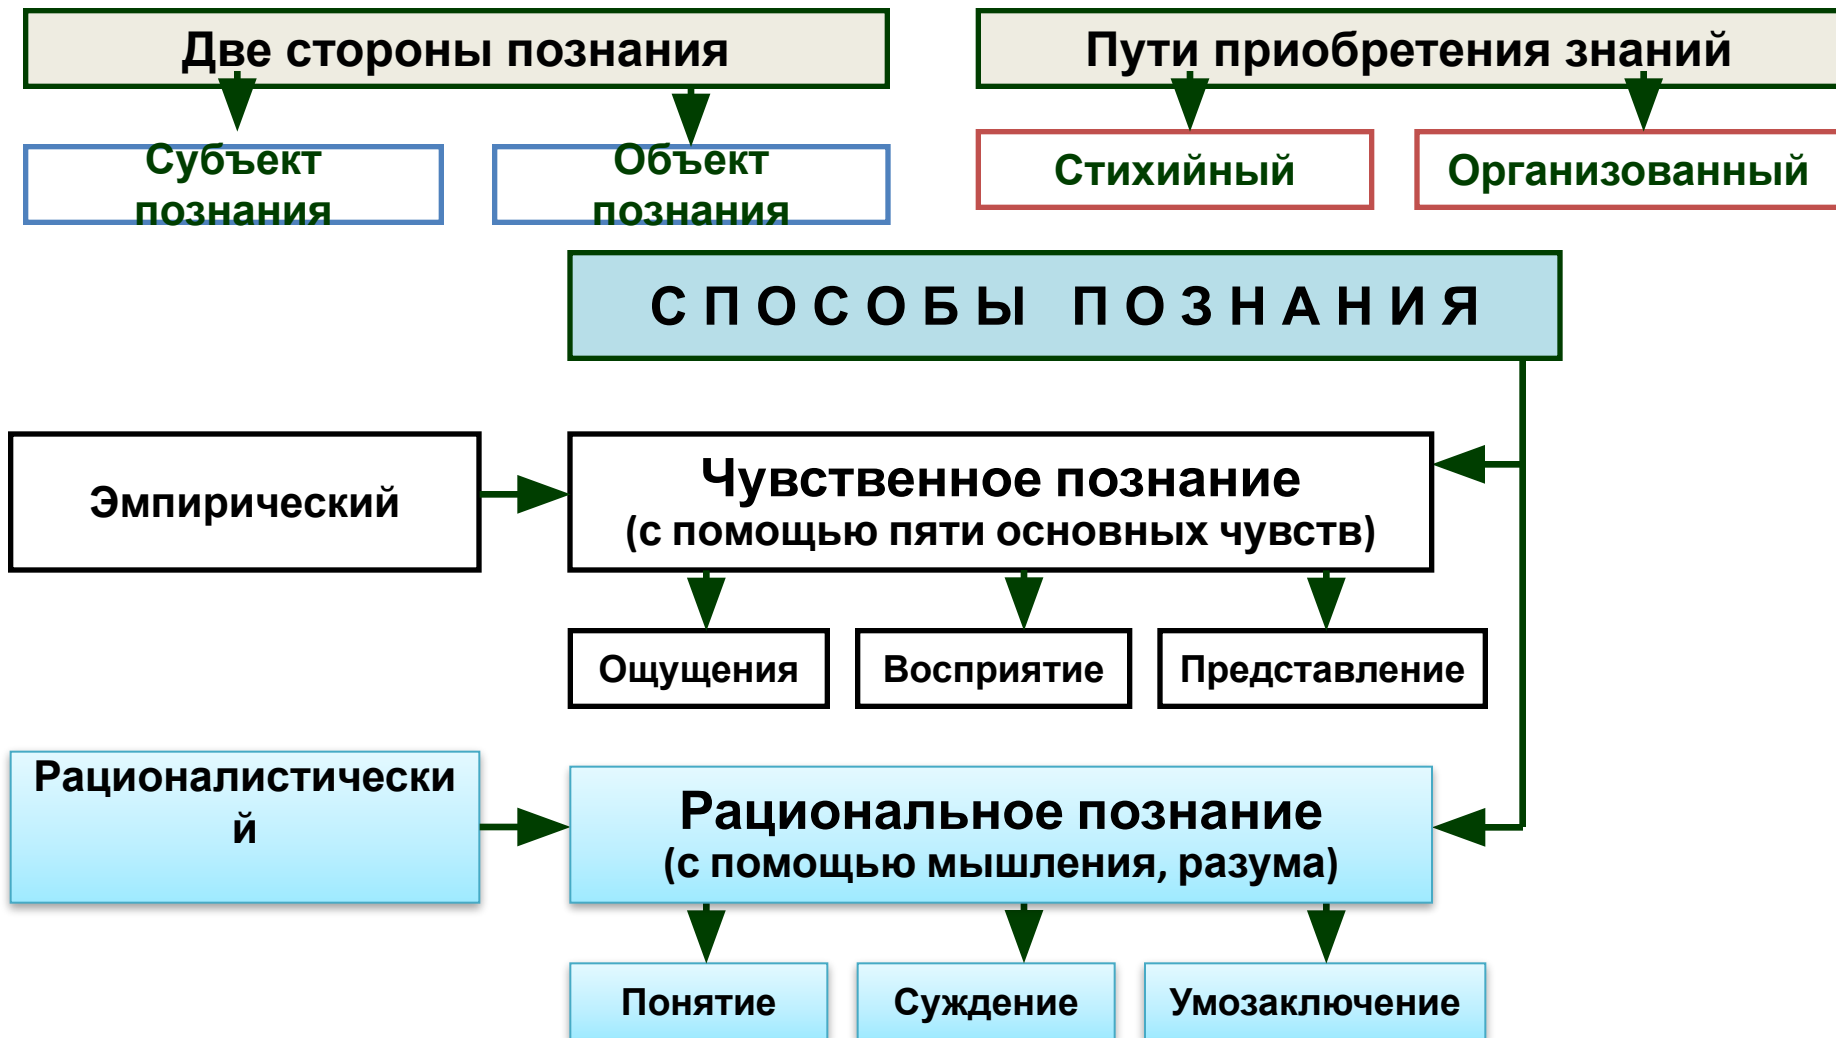 Две стороны познания
Пути приобретения знаний
Субъект
познания
Объект
познания
Стихийный
Организованный
СПОСОБЫ ПОЗНАНИЯ
Эмпирический
Чувственное познание
(с помощью пяти основных чувств)
Ощущения
Восприятие
Представление
Рационалистически
й
Рациональное познание
(с помощью мышления, разума)
Понятие
Суждение
Умозаключение